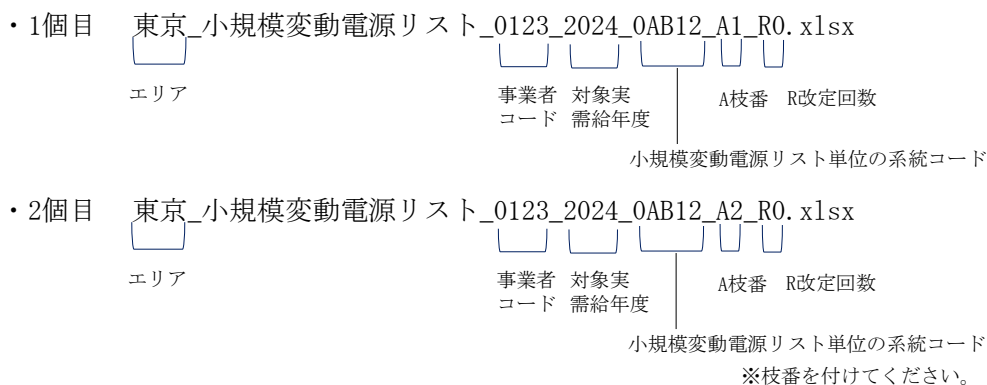 ・1個目　東京_小規模変動電源リスト_0123_2024_0AB12_A1_R0.xlsx
エリア　事業者コード　対象実需給年度　A枝番　R改定回数
小規模変動電源リスト単位の系統コード
・2個目　東京_小規模変動電源リスト_0123_2024_0AB12_A2_R0.xlsx
エリア　事業者コード　対象実需給年度　A枝番　R改定回数
小規模変動電源リスト単位の系統コード
※枝番を付けてください。